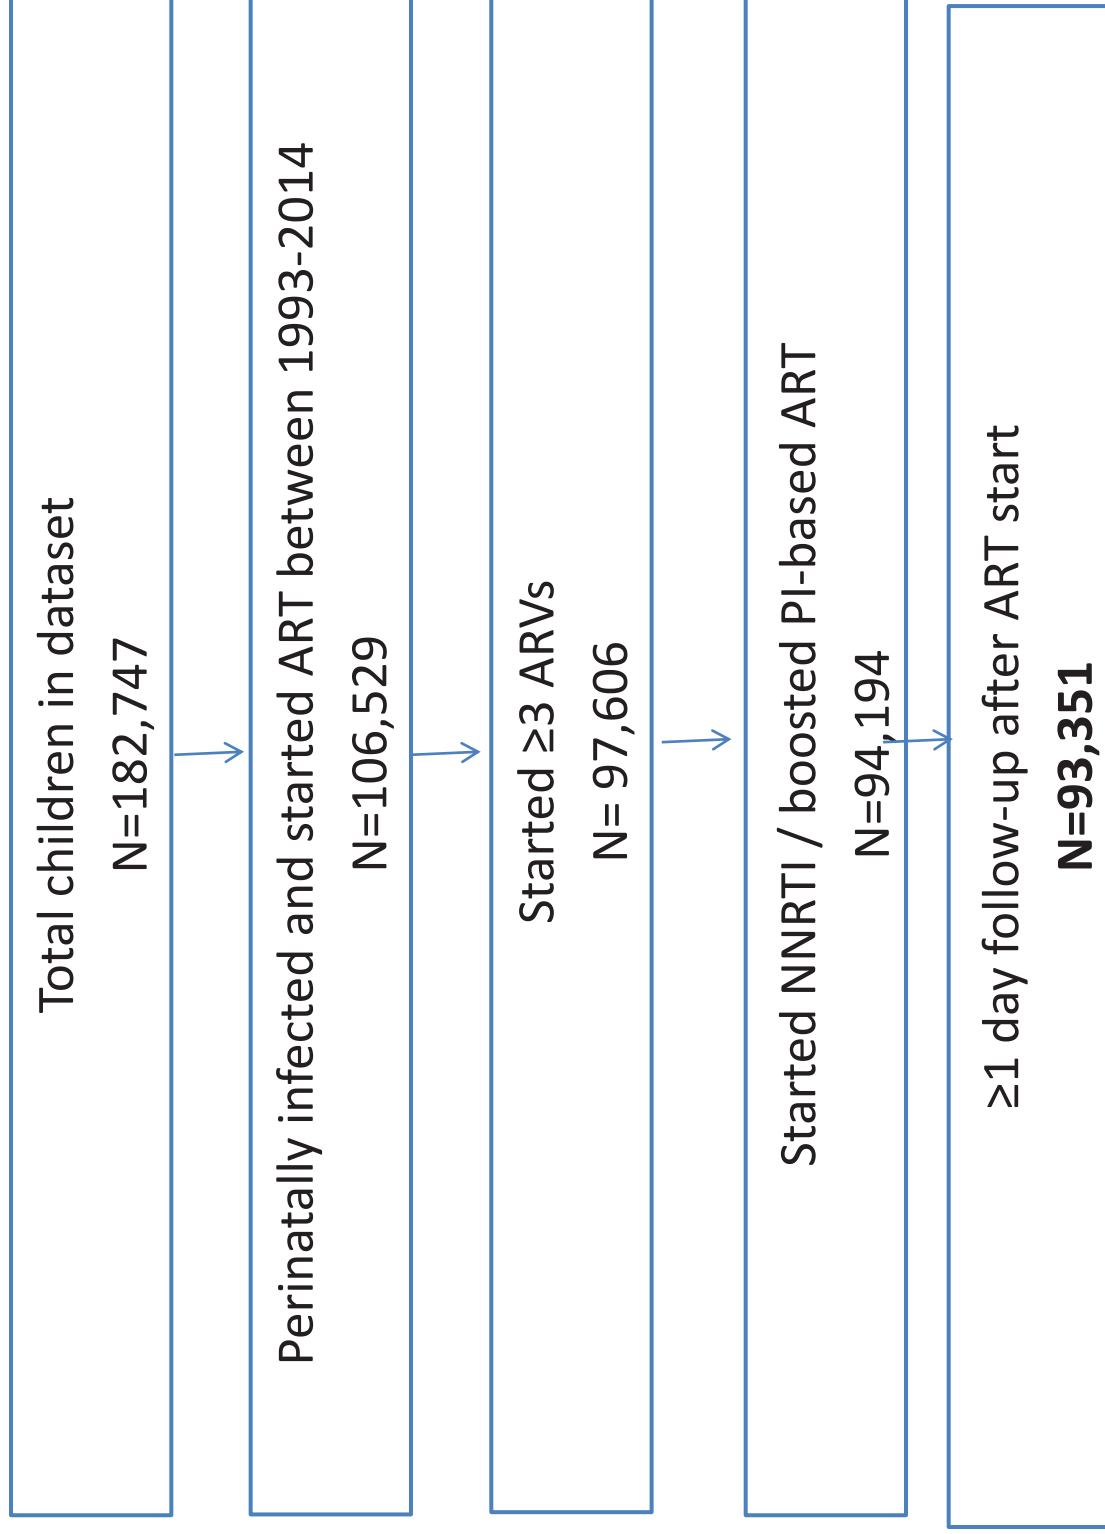 Total children in dataset
N=182,747
Perinatally infected and started ART between 1993-2014
N=106,529
Started ≥3 ARVs
N= 97,606
Started NNRTI / boosted PI-based ART
N=94,194
≥1 day follow-up after ART start
N=93,351